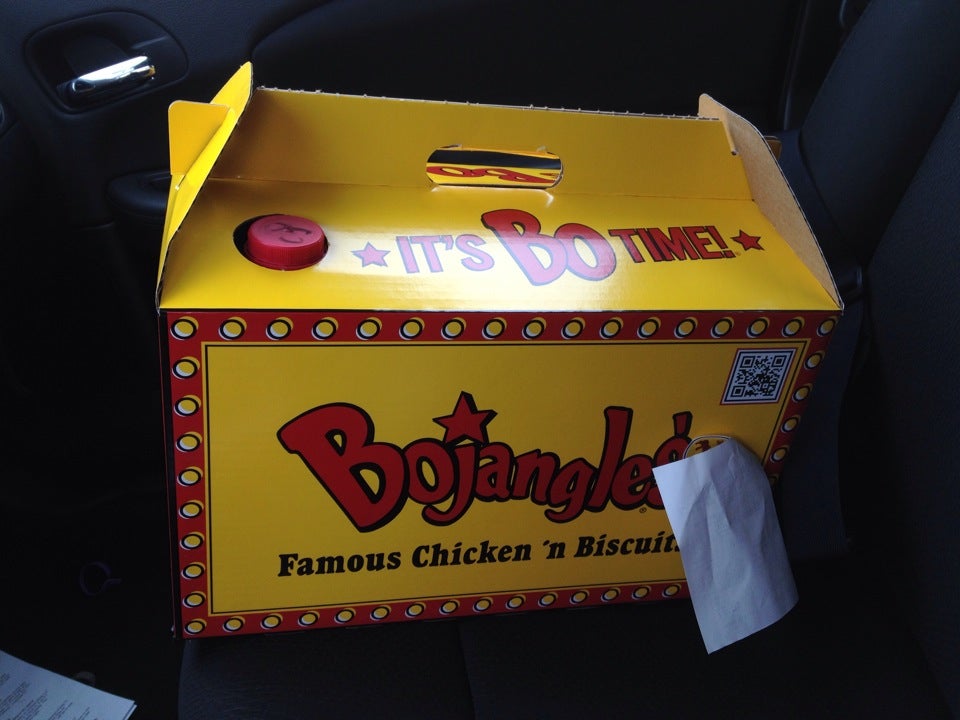 IT'S BO TIME!
Bojangles'
Famous Chicken 'n Biscuits